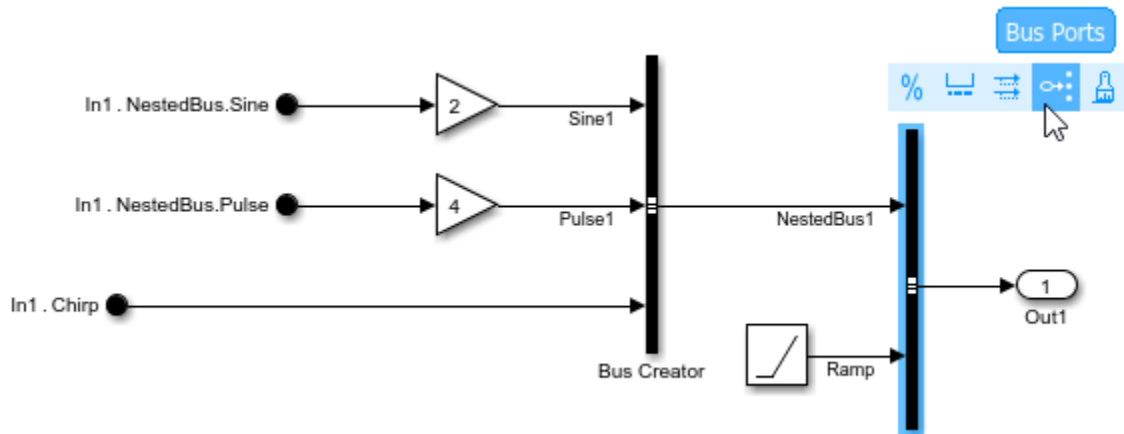 Bus Ports
%
In1 . NestedBus.Sine
2
Sine1
In1 . NestedBus.Pulse
4
Pulse1
NestedBus1
In1 . Chirp
1
Out1
Bus Creator
Ramp